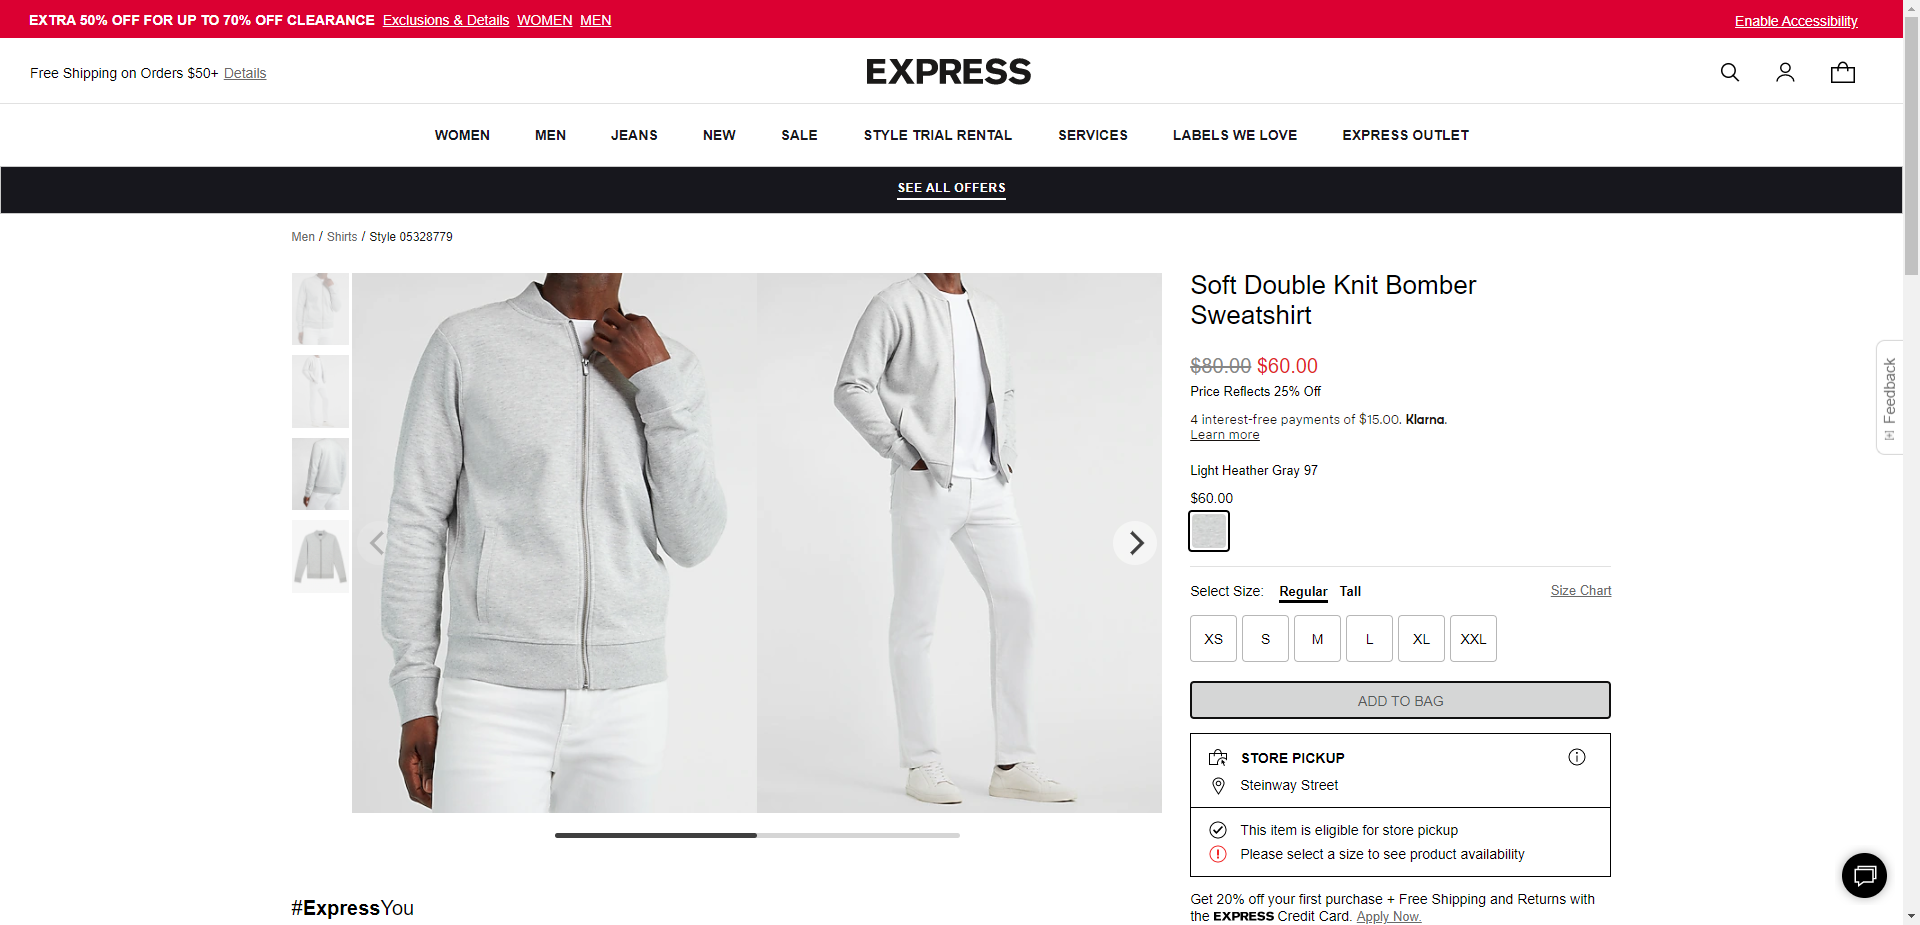 EXTRA 50% OFF FOR UP TO 70% OFF CLEARANCE Exclusions & Details WOMEN MEN
Enable Accessibility
Free Shipping on Orders $50+ Details
EXPRESS
WOMEN MEN JEANS NEW SALE STYLE TRIAL RENTAL SERVICES LABELS WE LOVE EXPRESS OUTLET
SEE ALL OFFERS
Men / Shirts / Style 05328779
Soft Double Knit Bomber
Sweatshirt
$80.00 $60.00
Price Reflects 25% Off
4 interest-free payments of $15.00. Klarna.
Learn more
Feedback
Light Heather Gray 97
$60.00
Select Size: Regular Tall Size Chart
XS S M L XL XXL
ADD TO BAG
STORE PICKUP
Steinway Street
This item is eligible for store pickup
Please select a size to see product availability
Get 20% off your first purchase + Free Shipping and Returns with
the EXPRESS Credit Card. Apply Now.
#ExpressYou